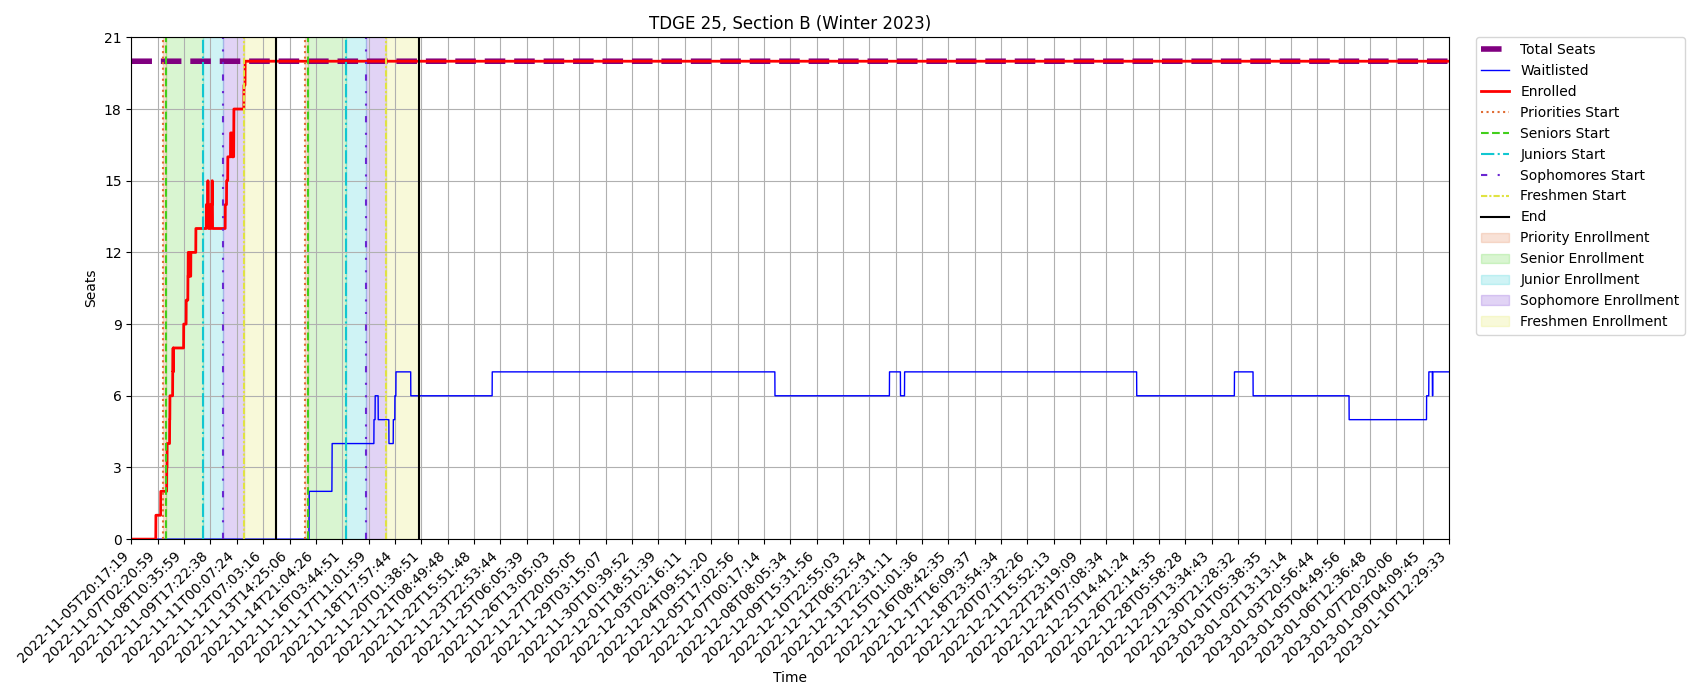 TDGE 25, Section B (Winter 2023)
21
18
15
12
9
6
3
0
Seats
2022-11-05T20:17:19
2022-11-07T02:20:59
2022-11-08T10:35:59
2022-11-09T17:22:38
2022-11-11T00:07:24
2022-11-12T07:03:16
2022-11-13T14:25:06
2022-11-14T21:04:26
2022-11-16T03:44:51
2022-11-17T11:01:59
2022-11-18T17:57:44
2022-11-20T01:38:51
2022-11-21T08:49:48
2022-11-22T15:51:48
2022-11-23T22:53:44
2022-11-25T06:05:39
2022-11-26T13:05:03
2022-11-27T20:05:05
2022-11-29T03:15:07
2022-11-30T10:39:52
2022-12-01T18:51:39
2022-12-03T02:16:11
2022-12-04T09:51:20
2022-12-05T17:02:56
2022-12-07T00:17:14
2022-12-08T08:05:34
2022-12-09T15:31:56
2022-12-10T22:55:03
2022-12-12T06:52:54
2022-12-13T22:31:11
2022-12-15T01:01:36
2022-12-16T08:42:35
2022-12-17T16:09:37
2022-12-18T23:54:34
2022-12-20T07:32:26
2022-12-21T15:52:13
2022-12-22T23:19:09
2022-12-24T07:08:34
2022-12-25T14:41:24
2022-12-26T22:14:35
2022-12-28T05:58:28
2022-12-29T13:34:43
2022-12-30T21:28:32
2023-01-01T05:38:35
2023-01-02T13:13:14
2023-01-03T20:56:44
2023-01-05T04:49:56
2023-01-06T12:36:48
2023-01-07T20:20:06
2023-01-09T04:09:45
2023-01-10T12:29:33
Time
Total Seats
Waitlisted
Enrolled
Priorities Start
Seniors Start
Juniors Start
Sophomores Start
Freshmen Start
End
Priority Enrollment
Senior Enrollment
Junior Enrollment
Sophomore Enrollment
Freshmen Enrollment